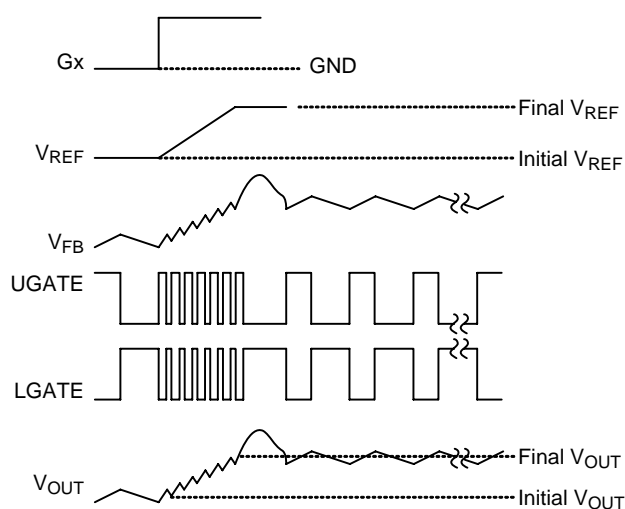 Gx
GND
Final VREF
VREF
Initial VREF
VFB
UGATE
LGATE
Final VOUT
VOUT
Initial VOUT